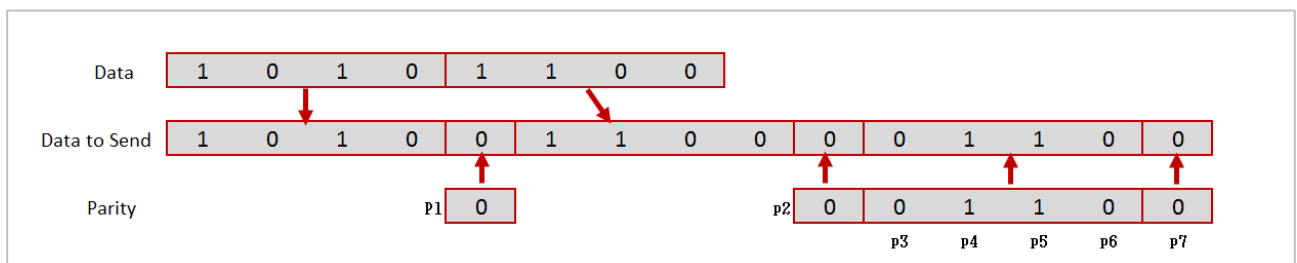 Data 1 0 1 0 1 1 0 0
Data to Send 1 0 1 0 0 1 1 0 0 0 0 1 1 0 0
Parity P1 0 p2 0 0 1 1 0 0
p3 p4 p5 p6 p7